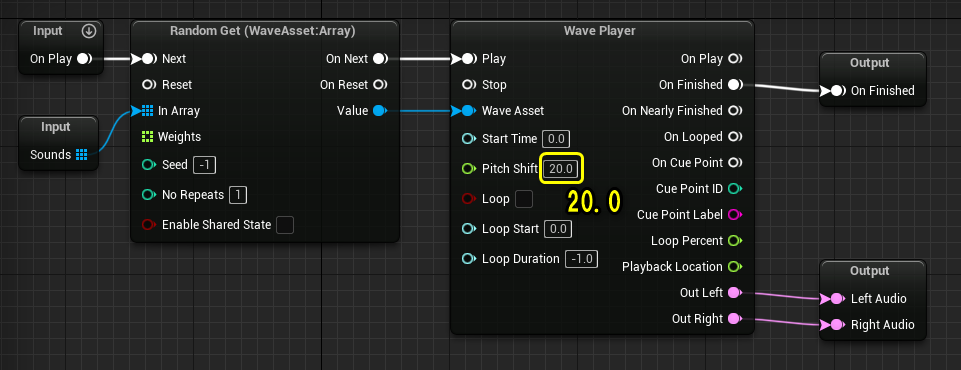 Input
On Play
Input
Sounds
Random Get (WaveAsset:Array)
Next
On Next
Reset
On Reset
In Array
Value
Weights
Seed -1
No Repeats 1
Enable Shared State
Wave Player
Play
On Play
Stop
On Finished
Wave Asset
On Nearly Finished
Start Time 0.0
On Looped
Pitch Shift 20.0
On Cue Point
20.0
Loop
Cue Point ID
Cue Point Label
Loop Start 0.0
Loop Percent
Loop Duration -1.0
Playback Location
Out Left
Out Right
Output
On Finished
Output
Left Audio
Right Audio